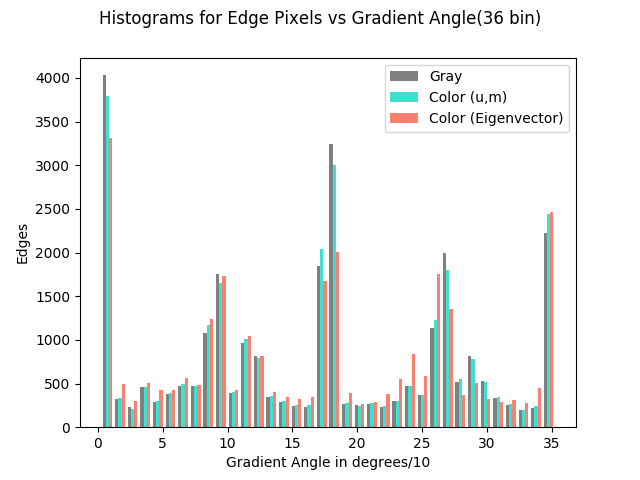 Histograms for Edge Pixels vs Gradient Angle(36 bin)
Gray
Color (u,m)
Color (Eigenvector)
Edges
4000
3500
3000
2500
2000
1500
1000
500
0
0 5 10 15 20 25 30 35
Gradient Angle in degrees/10